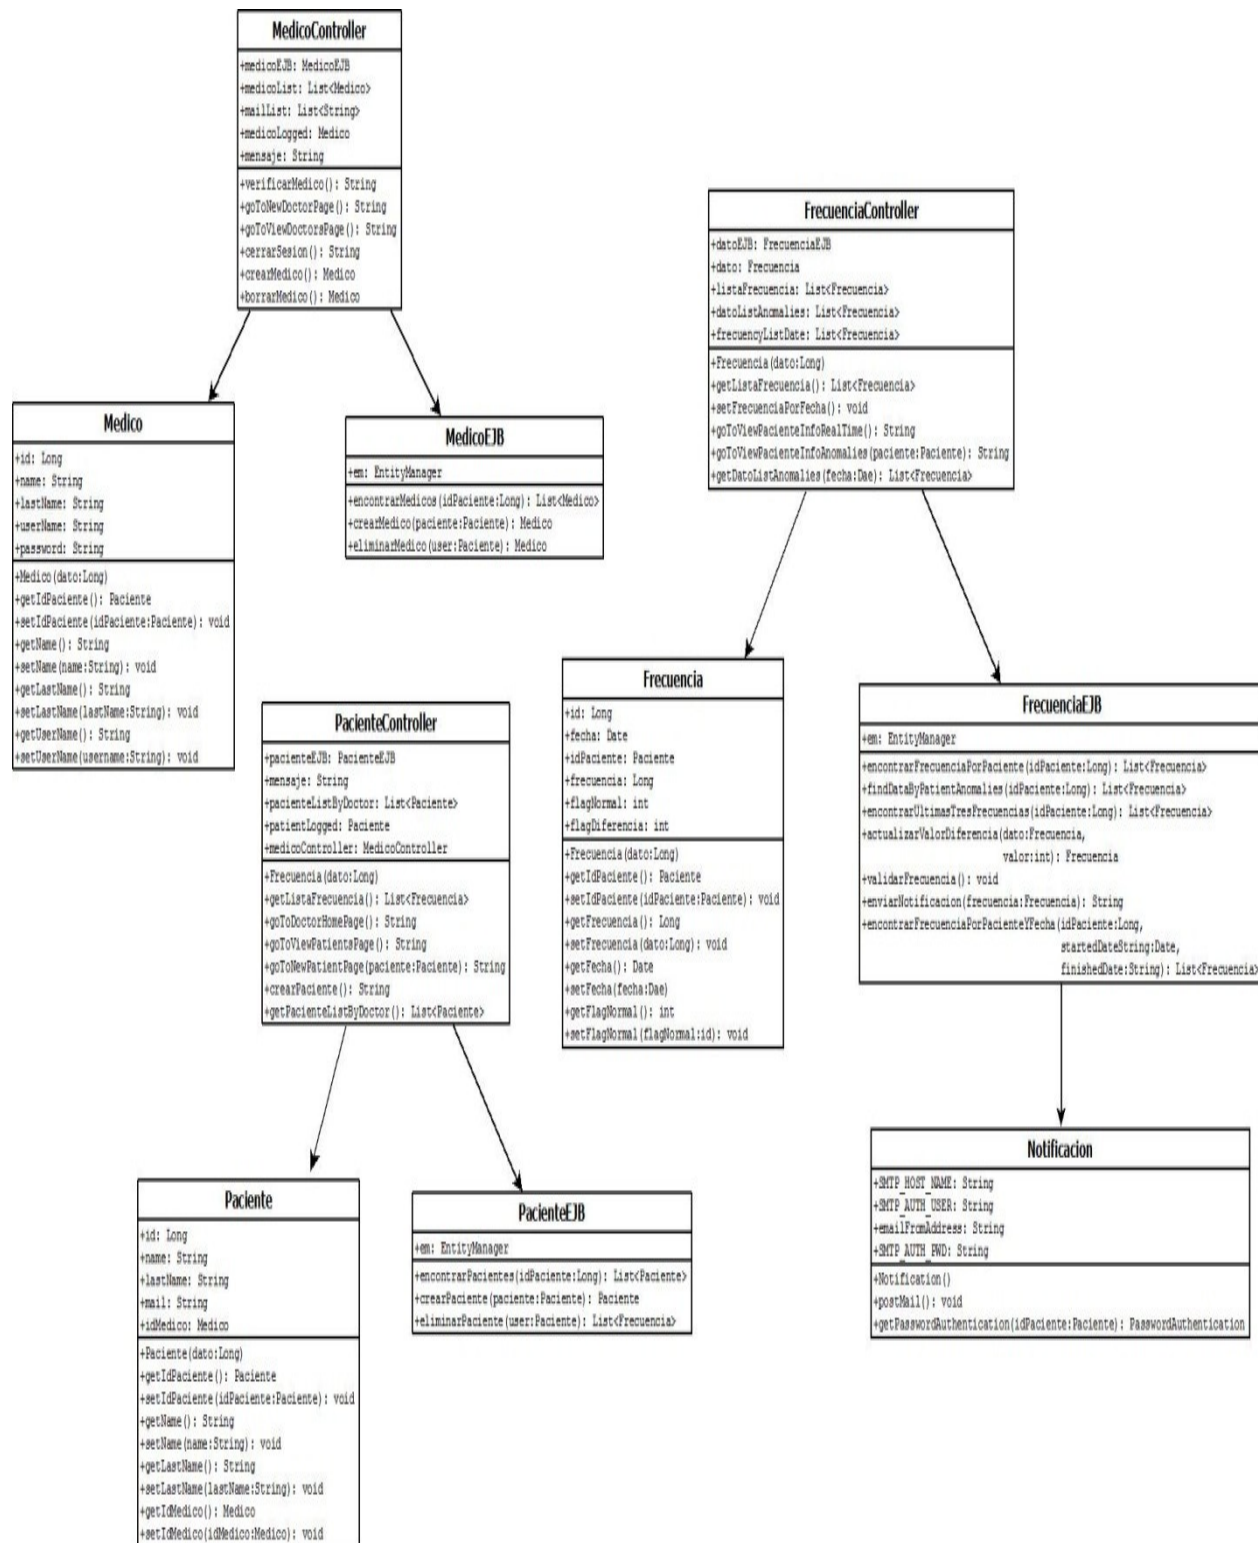 MedicoController
+medicoEJB: MedicoEJB
+medicoList: List<Medico>
+mailList: List<String>
+medicoLogged: Medico
+mensaje: String
+verificarMedico(): String
+goToNewDoctorPage(): String
+goToViewDoctorsPage(): String
+cerrarSesion(): String
+crearMedico(): Medico
+borrarMedico(): Medico
FrecuenciaController
+datoEJB: FrecuenciaEJB
+dato: Frecuencia
+listaFrecuencia: List<Frecuencia>
+datoListAnomalies: List<Frecuencia>
+frecuencyListDate: List<Frecuencia>
+Frecuencia(dato:Long)
+getListaFrecuencia(): List<Frecuencia>
+setFrecuenciaPorFecha(): void
+goToViewPacienteInfoRealTime(): String
+goToViewPacienteInfoAnomalies(paciente:Paciente): String
+getDatoListAnomalies(fecha:Dae): List<Frecuencia>
Medico
+id: Long
+name: String
+lastName: String
+userName: String
+password: String
+Medico(dato:Long)
+getIdPaciente(): Paciente
+setIdPaciente(idPaciente:Paciente): void
+getName(): String
+setName(name:String): void
+getLastName(): String
+setLastName(lastName:String): void
+getUserName(): String
+setUserName(username:String): void
MedicoEJB
+em: EntityManager
+encontrarMedicos(idPaciente:Long): List<Medico>
+crearMedico(paciente:Paciente): Medico
+eliminarMedico(user:Paciente): Medico
Frecuencia
+id: Long
+fecha: Date
+idPaciente: Paciente
+frecuencia: Long
+flagNormal: int
+flagDiferencia: int
+Frecuencia(dato:Long)
+getIdPaciente(): Paciente
+setIdPaciente(idPaciente:Paciente): void
+getFrecuencia(): Long
+setFrecuencia(dato:Long): void
+getFecha(): Date
+setFecha(fecha:Dae)
+getFlagNormal(): int
+setFlagNormal(flagNormal:id): void
FrecuenciaEJB
+em: EntityManager
+encontrarFrecuenciaPorPaciente(idPaciente:Long): List<Frecuencia>
+findDataByPatientAnomalies(idPaciente:Long): List<Frecuencia>
+encontrarUltimasTresFrecuencias(idPaciente:Long): List<Frecuencia>
+actualizarValorDiferencia(dato:Frecuencia,
valor:int): Frecuencia
+validarFrecuencia(): void
+enviarNotificacion(frecuencia:Frecuencia): String
+encontrarFrecuenciaPorPacienteYFecha(idPaciente:Long,
startedDateString:Date,
finishedDate:String): List<Frecuencia>
PacienteController
+pacienteEJB: PacienteEJB
+mensaje: String
+pacienteListByDoctor: List<Paciente>
+patientLogged: Paciente
+medicoController: MedicoController
+Frecuencia(dato:Long)
+getListaFrecuencia(): List<Frecuencia>
+goToDoctorHomePage(): String
+goToViewPatientsPage(): String
+goToNewPatientPage(paciente:Paciente): String
+crearPaciente(): String
+getPacienteListByDoctor(): List<Paciente>
Notificacion
+SMTP_HOST_NAME: String
+SMTP_AUTH_USER: String
+emailFromAddress: String
+SMTP_AUTH_PWD: String
+Notification()
+postMail(): void
+getPasswordAuthentication(idPaciente:Paciente): PasswordAuthentication
Paciente
+id: Long
+name: String
+lastName: String
+mail: String
+idMedico: Medico
+Paciente(dato:Long)
+getIdPaciente(): Paciente
+setIdPaciente(idPaciente:Paciente): void
+getName(): String
+setName(name:String): void
+getLastName(): String
+setLastName(lastName:String): void
+getIdMedico(): Medico
+setIdMedico(idMedico:Medico): void
PacienteEJB
+em: EntityManager
+encontrarPacientes(idPaciente:Long): List<Paciente>
+crearPaciente(paciente:Paciente): Paciente
+eliminarPaciente(user:Paciente): List<Frecuencia>